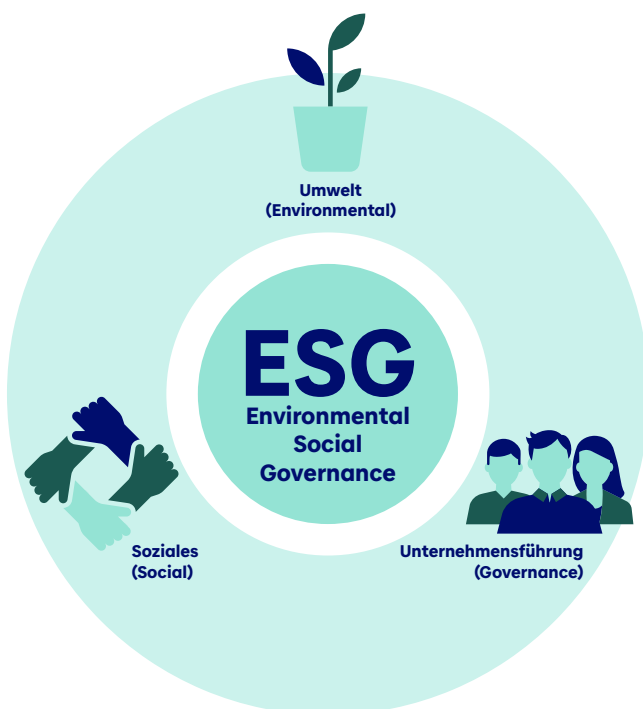 Umwelt
(Environmental)
ESG
Environmental
Social
Governance
Soziales
(Social)
Unternehmensführung
(Governance)